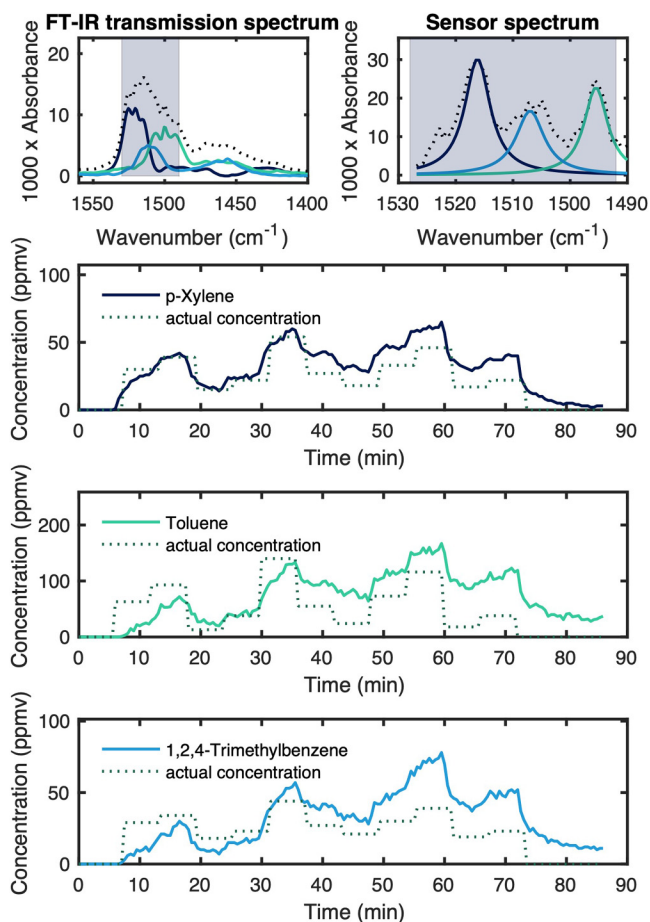 FT-IR transmission spectrum
Sensor spectrum
1000 x Absorbance
20
10
0
1550 1500 1450 1400
Wavenumber (cm-1)
1000 x Absorbance
30
20
10
0
1530 1520 1510 1500 1490
Wavenumber (cm-1)
Concentration (ppmv)
100
50
0
p-Xylene
actual concentration
0 10 20 30 40 50 60 70 80 90
Time (min)
Concentration (ppmv)
200
100
0
Toluene
actual concentration
0 10 20 30 40 50 60 70 80 90
Time (min)
Concentration (ppmv)
100
50
0
1,2,4-Trimethylbenzene
actual concentration
0 10 20 30 40 50 60 70 80 90
Time (min)